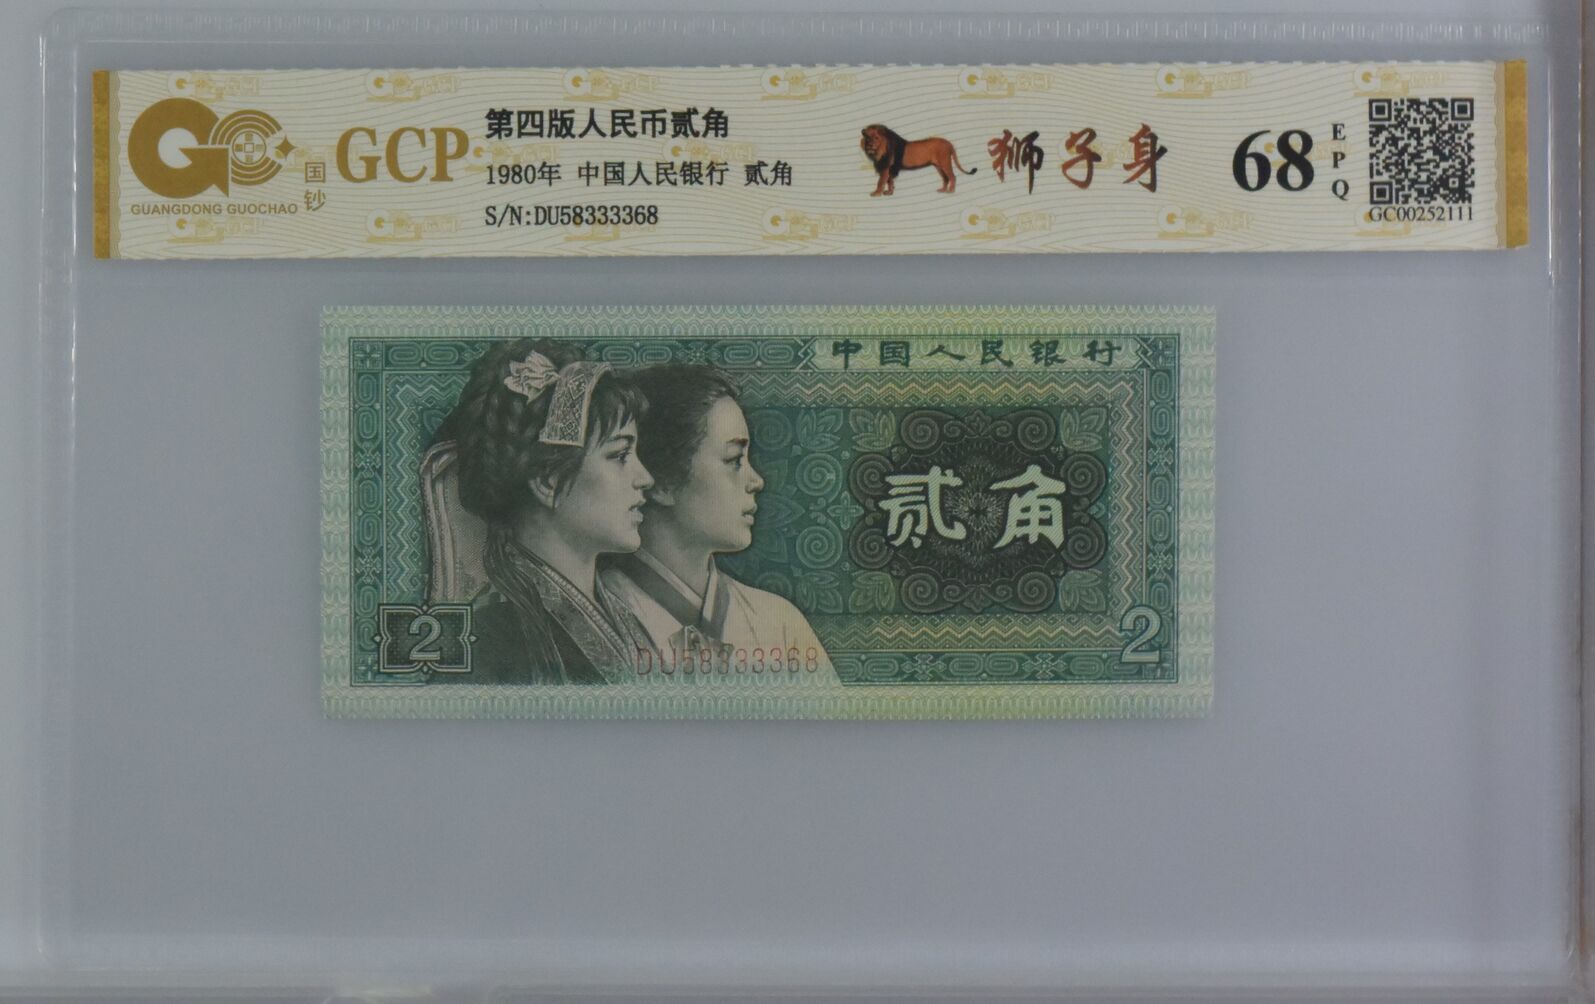 GCP
国钞
GUANGDONG GUOCHAO
第四版人民币贰角
1980年 中国人民银行 贰角
S/N:DU58333368
狮子身
68
EPQ
GC00252111
中国人民银行
贰角
2
2
DU58333368